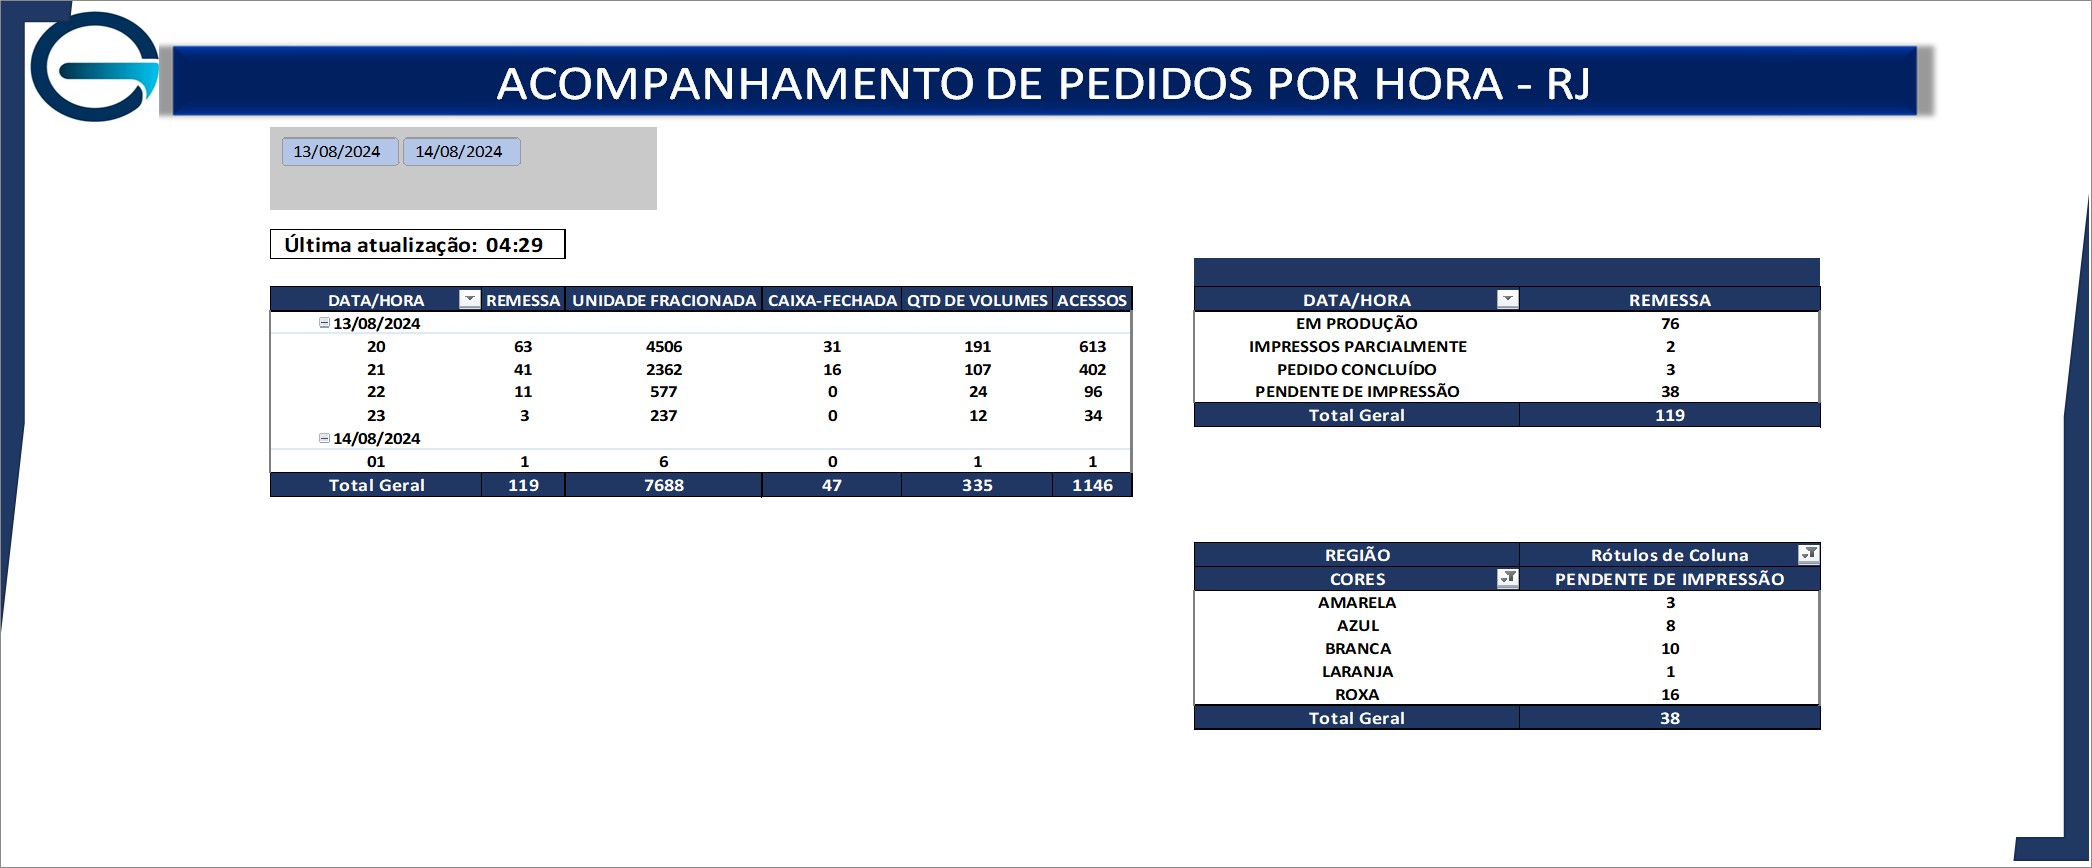 ACOMPANHAMENTO DE PEDIDOS POR HORA - RJ
13/08/2024 14/08/2024
Última atualização: 04:29
DATA/HORA REMESSA UNIDADE FRACIONADA CAIXA-FECHADA QTD DE VOLUMES ACESSOS
13/08/2024
20 63 4506 31 191 613
21 41 2362 16 107 402
22 11 577 0 24 96
23 3 237 0 12 34
14/08/2024
01 1 6 0 1 1
Total Geral 119 7688 47 335 1146
DATA/HORA REMESSA
EM PRODUÇÃO 76
IMPRESSOS PARCIALMENTE 2
PEDIDO CONCLUÍDO 3
PENDENTE DE IMPRESSÃO 38
Total Geral 119
REGIÃO Rótulos de Coluna
CORES PENDENTE DE IMPRESSÃO
AMARELA 3
AZUL 8
BRANCA 10
LARANJA 1
ROXA 16
Total Geral 38